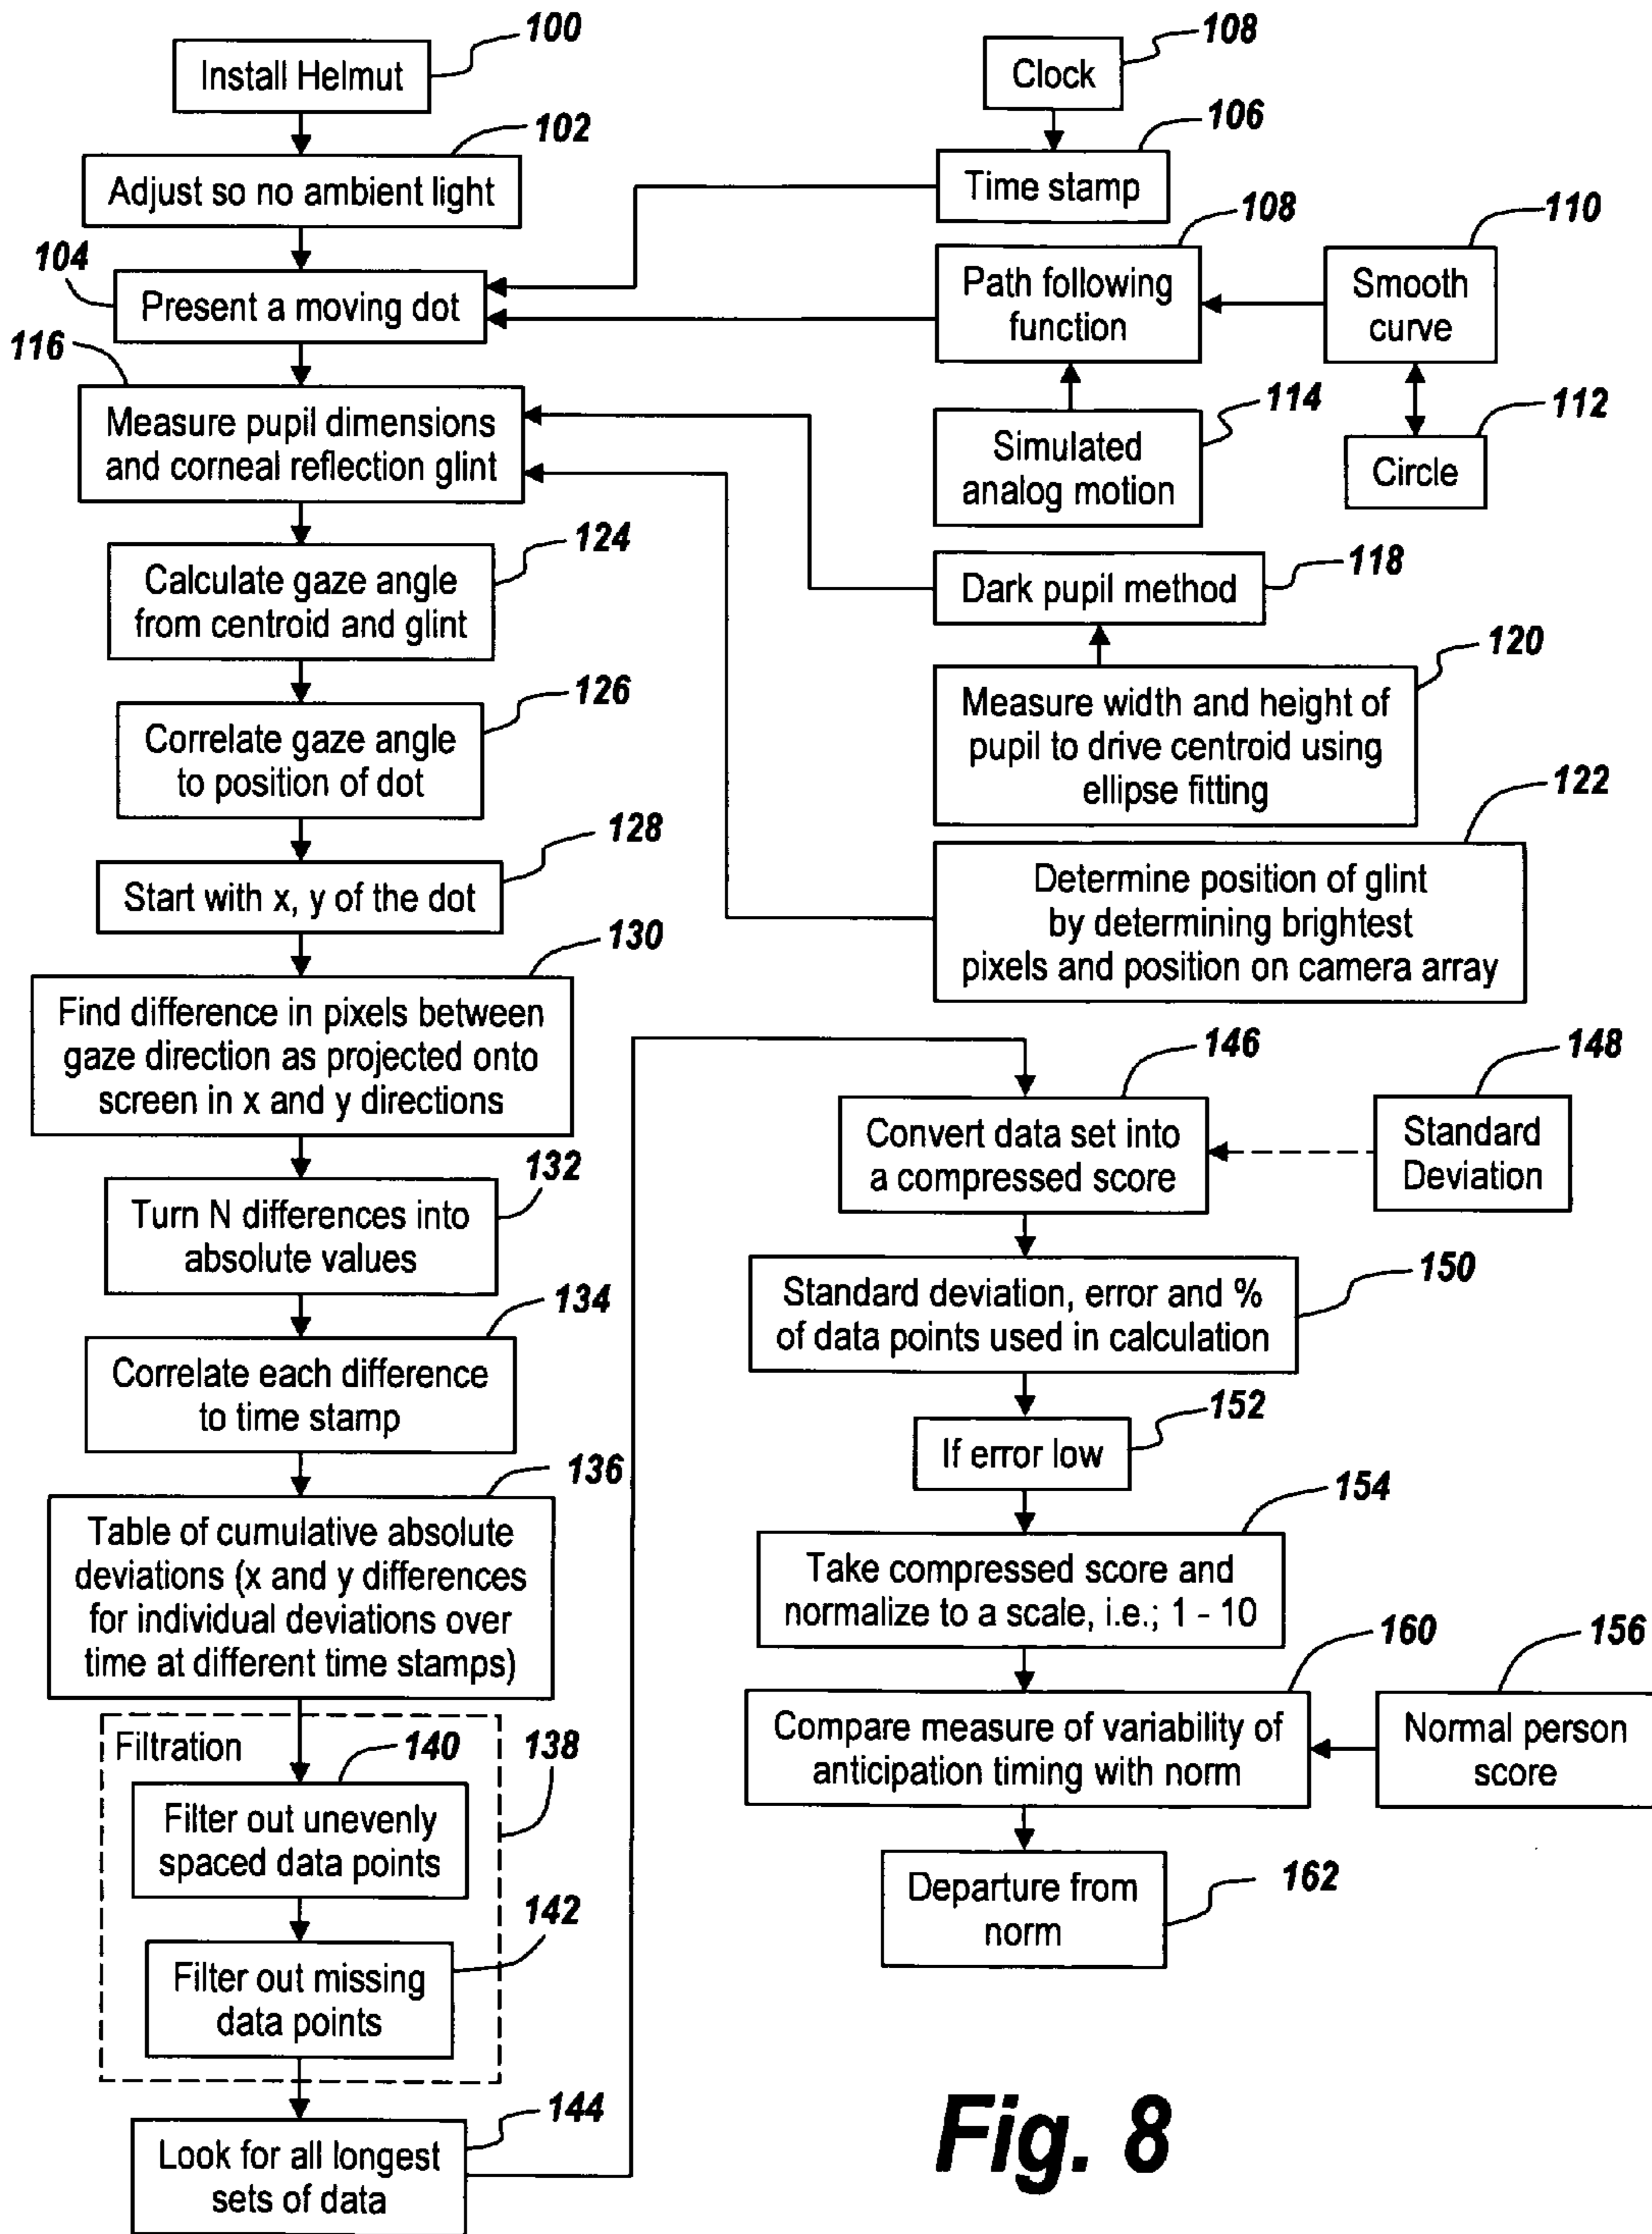 100
Install Helmut
102
Adjust so no ambient light
104
Present a moving dot
116
Measure pupil dimensions
and corneal reflection glint
124
Calculate gaze angle
from centroid and glint
126
Correlate gaze angle
to position of dot
128
Start with x, y of the dot
130
Find difference in pixels between
gaze direction as projected onto
screen in x and y directions
132
Turn N differences into
absolute values
134
Correlate each difference
to time stamp
136
Table of cumulative absolute
deviations (x and y differences
for individual deviations over
time at different time stamps)
Filtration
138
140
Filter out unevenly
spaced data points
142
Filter out missing
data points
144
Look for all longest
sets of data
108
Clock
106
Time stamp
108
Path following
function
110
Smooth
curve
112
Circle
114
Simulated
analog motion
118
Dark pupil method
120
Measure width and height of
pupil to drive centroid using
ellipse fitting
122
Determine position of glint
by determining brightest
pixels and position on camera array
146
Convert data set into
a compressed score
148
Standard
Deviation
150
Standard deviation, error and %
of data points used in calculation
152
If error low
154
Take compressed score and
normalize to a scale, i.e.; 1 - 10
160
Compare measure of variability of
anticipation timing with norm
156
Normal person
score
162
Departure from
norm
Fig. 8